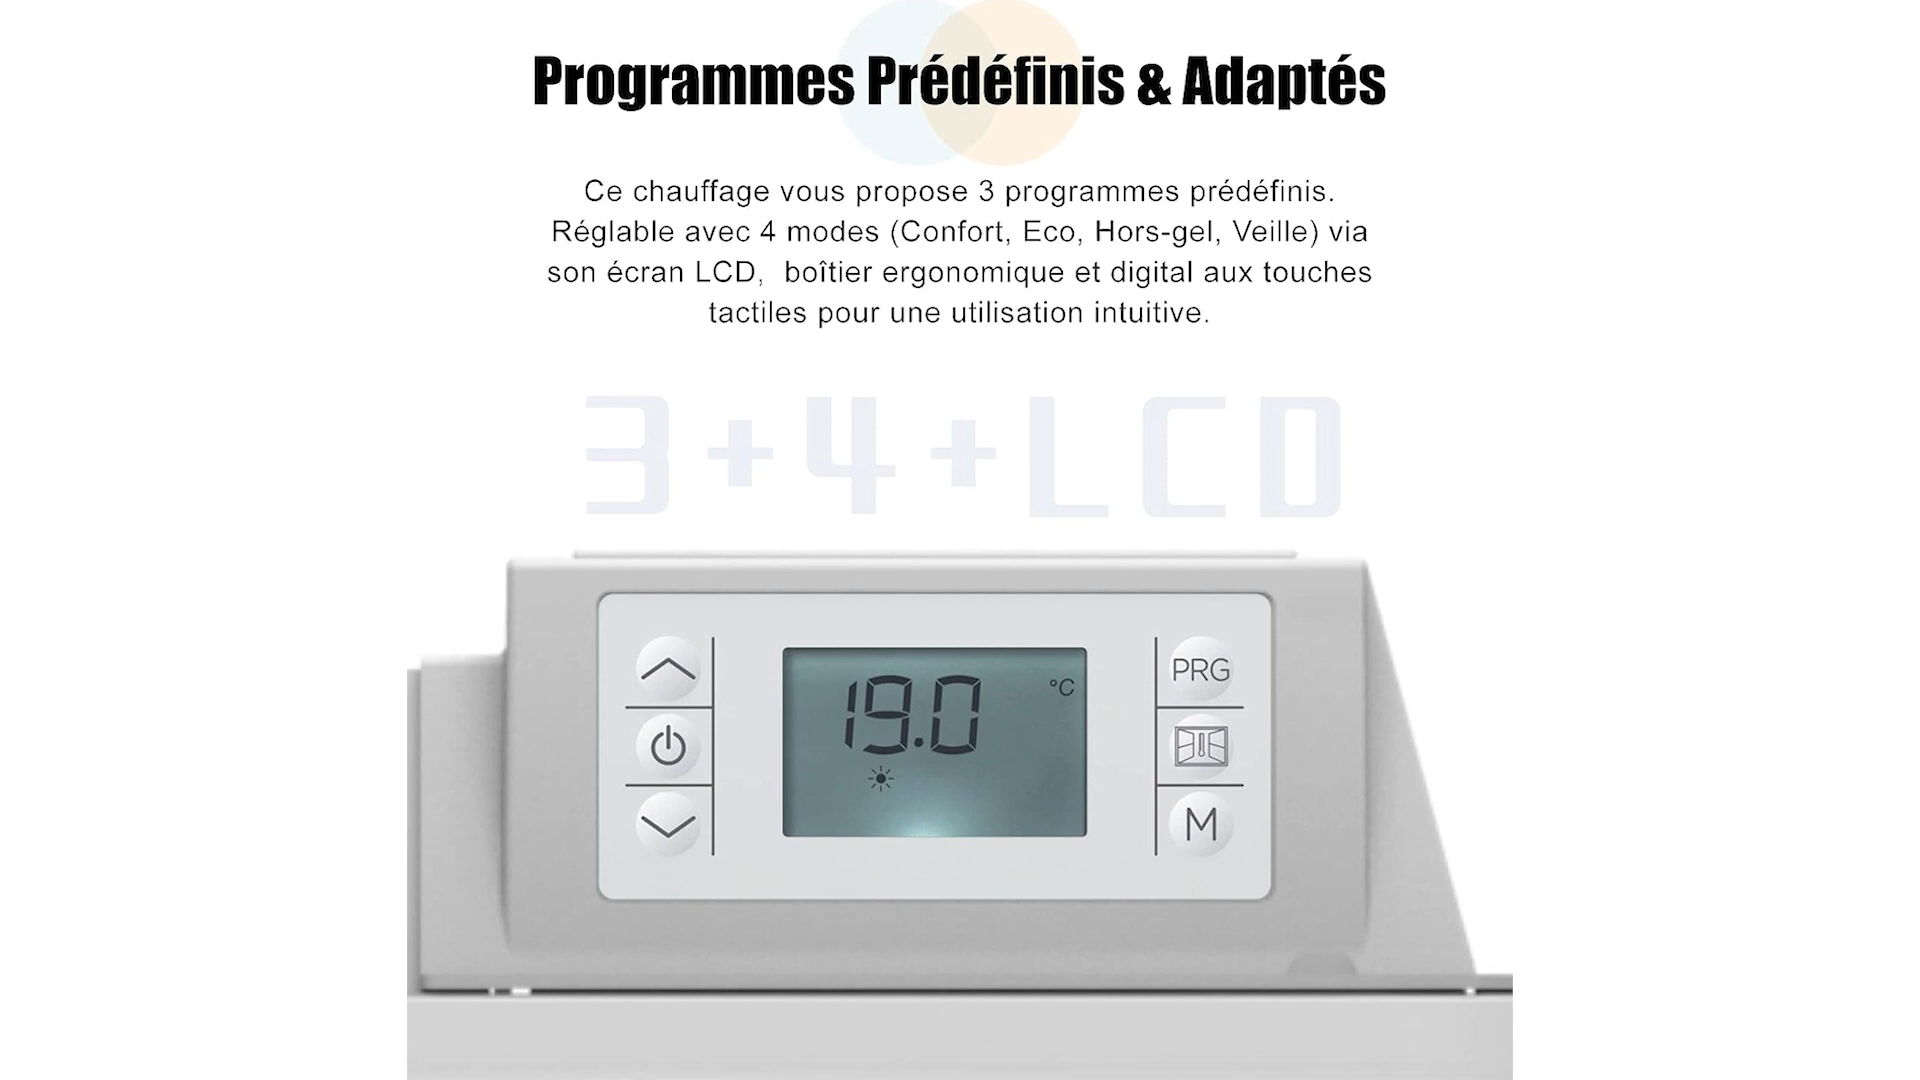 Programmes Prédéfinis & Adaptés
Ce chauffage vous propose 3 programmes prédéfinis.
Réglable avec 4 modes (Confort, Eco, Hors-gel, Veille) via
son écran LCD, boîtier ergonomique et digital aux touches
tactiles pour une utilisation intuitive.
3+4+LCD
19.0 °C
PRG
M